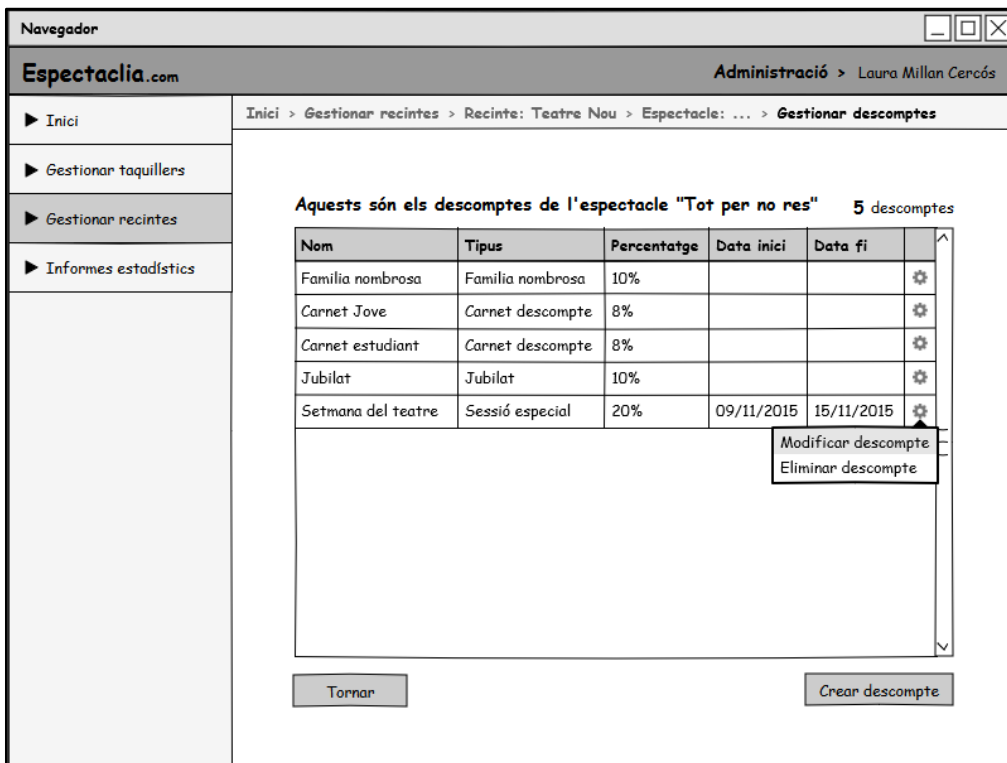 Navegador
Espectaclia.com
Administració > Laura Millan Cercós
Inici > Gestionar recintes > Recinte: Teatre Nou > Espectacle: ... > Gestionar descomptes
Inici
Gestionar taquillers
Gestionar recintes
Informes estadístics
Aquests són els descomptes de l'espectacle "Tot per no res" 5 descomptes
Nom Tipus Percentatge Data inici Data fi
Familia nombrosa Familia nombrosa 10%
Carnet Jove Carnet descompte 8%
Carnet estudiant Carnet descompte 8%
Jubilat Jubilat 10%
Setmana del teatre Sessió especial 20% 09/11/2015 15/11/2015
Modificar descompte
Eliminar descompte
Tornar Crear descompte